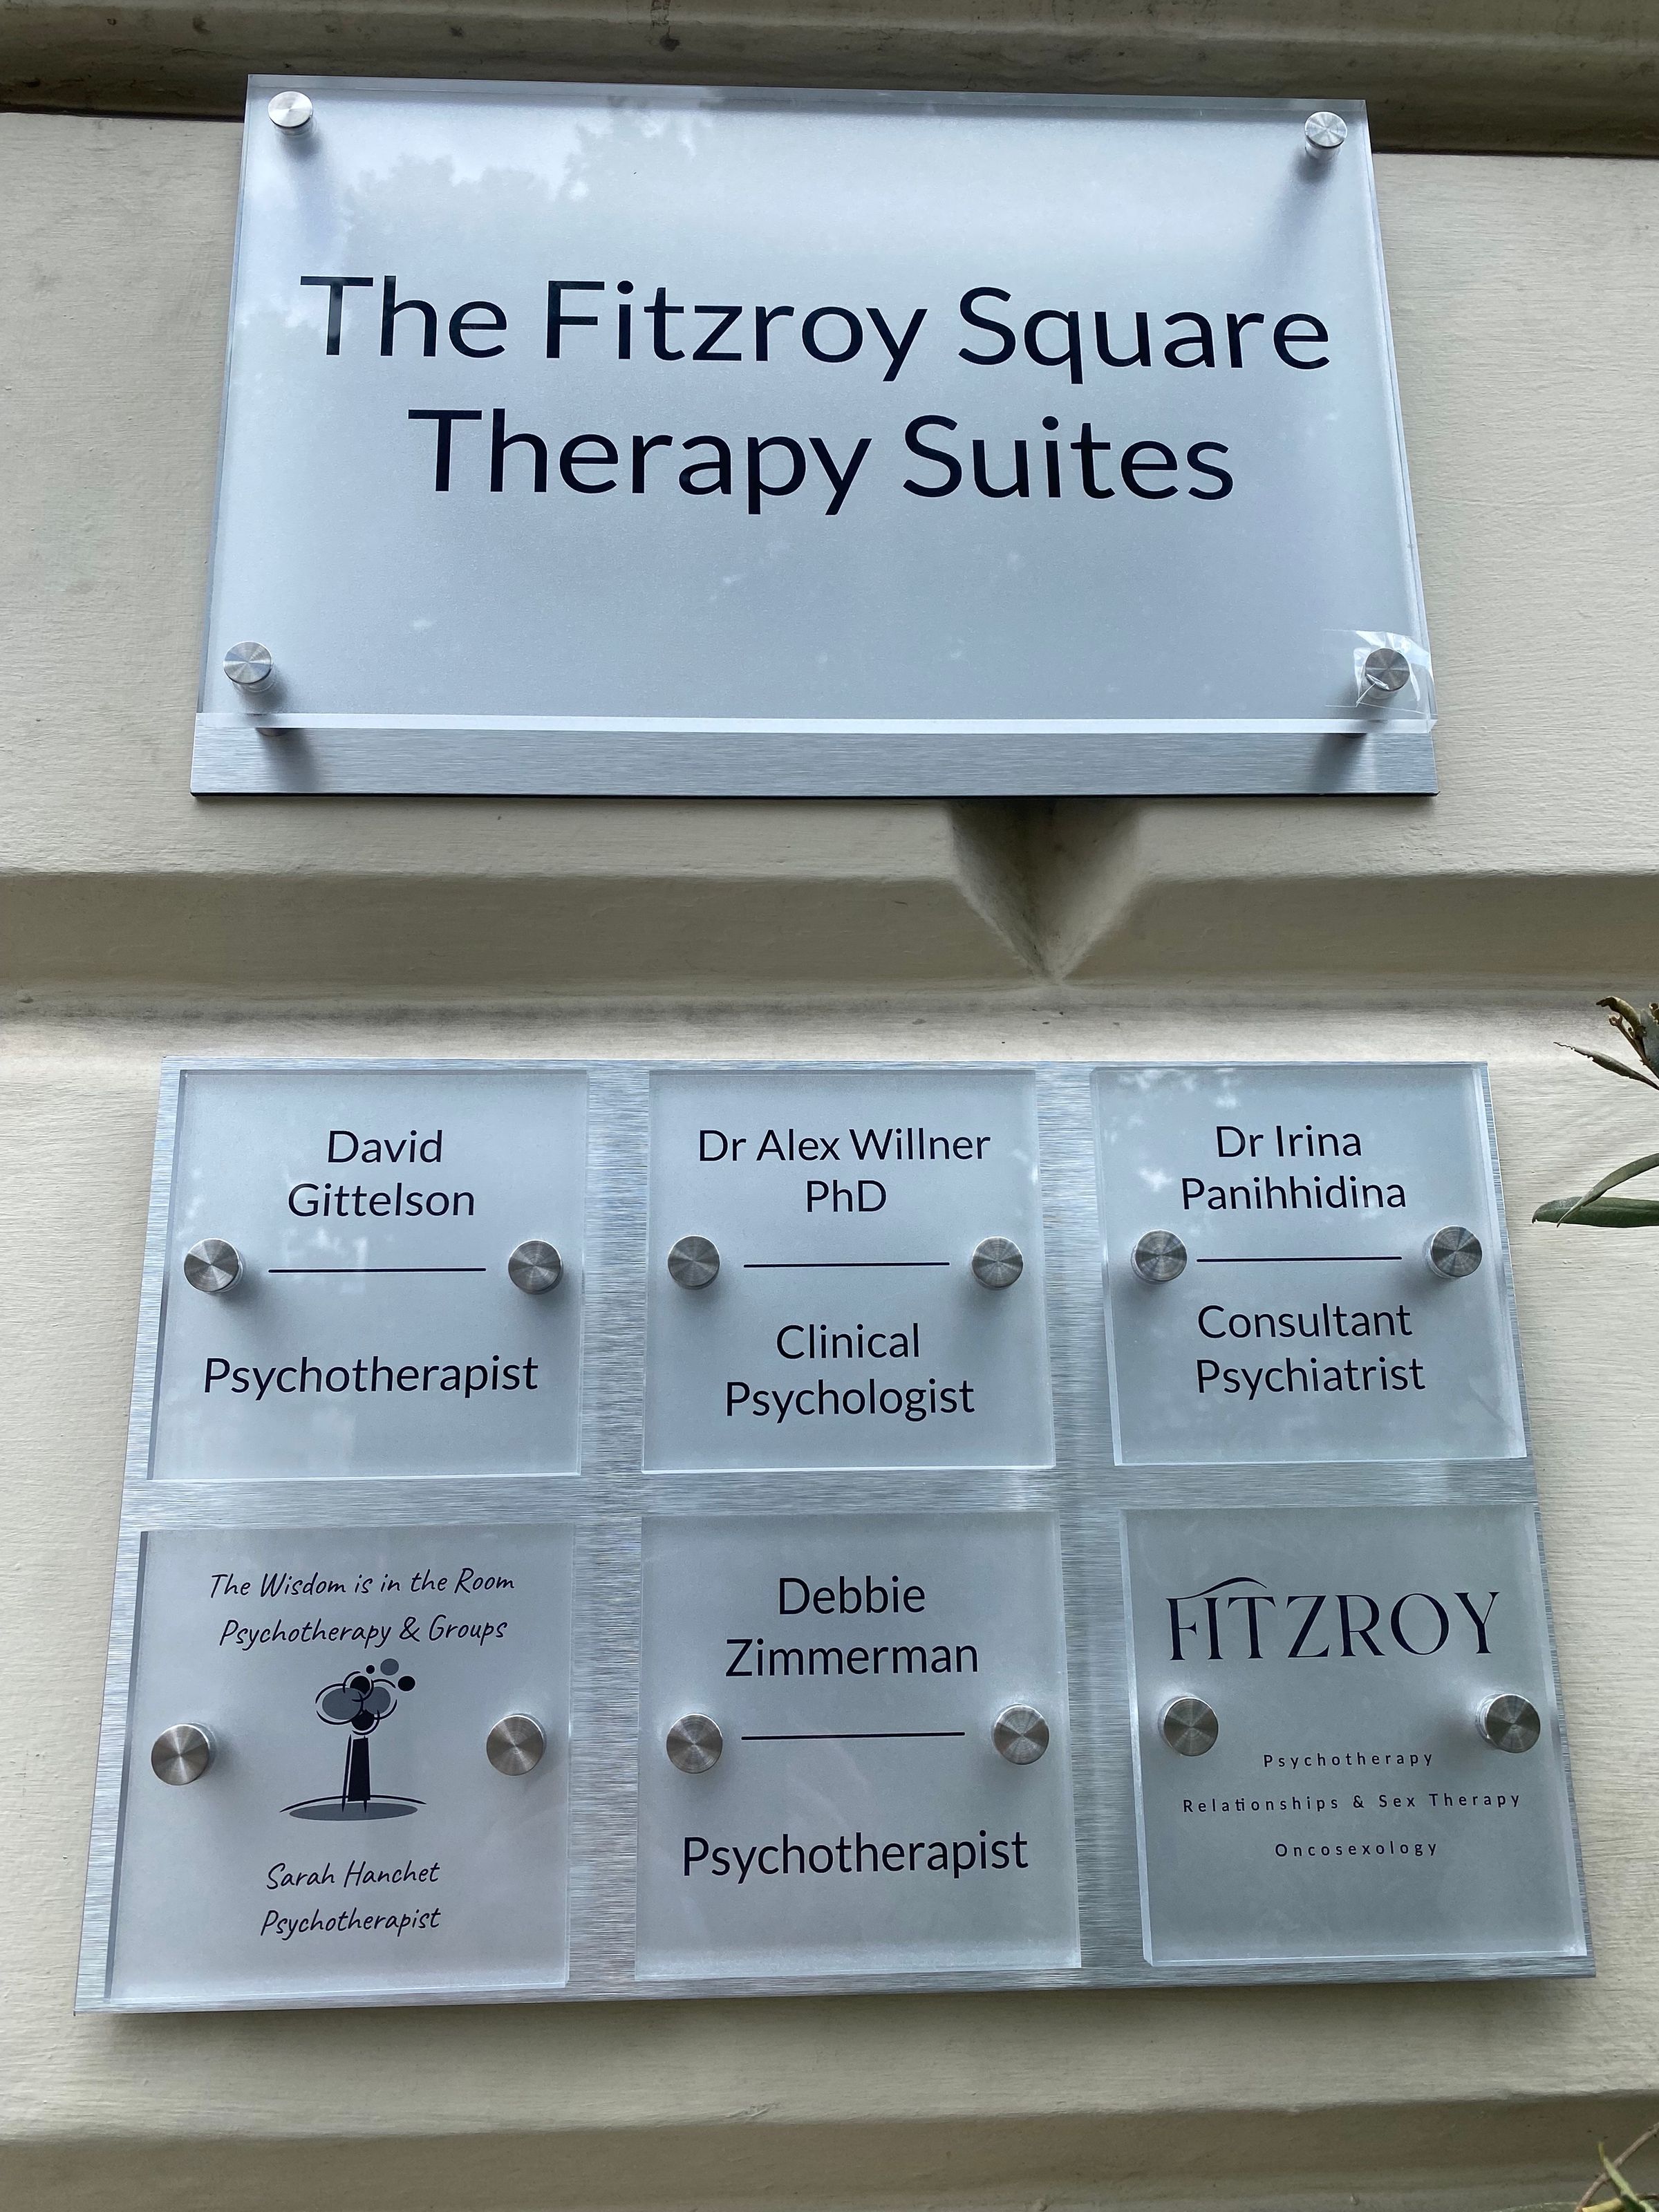 The Fitzroy Square
Therapy Suites
David
Gittelson
Psychotherapist
Dr Alex Willner
PhD
Clinical
Psychologist
Dr Irina
Panihhidina
Consultant
Psychiatrist
The Wisdom is in the Room
Psychotherapy & Groups
Sarah Hanchet
Psychotherapist
Debbie
Zimmerman
Psychotherapist
FITZROY
Psychotherapy
Relationships & Sex Therapy
Oncosexology